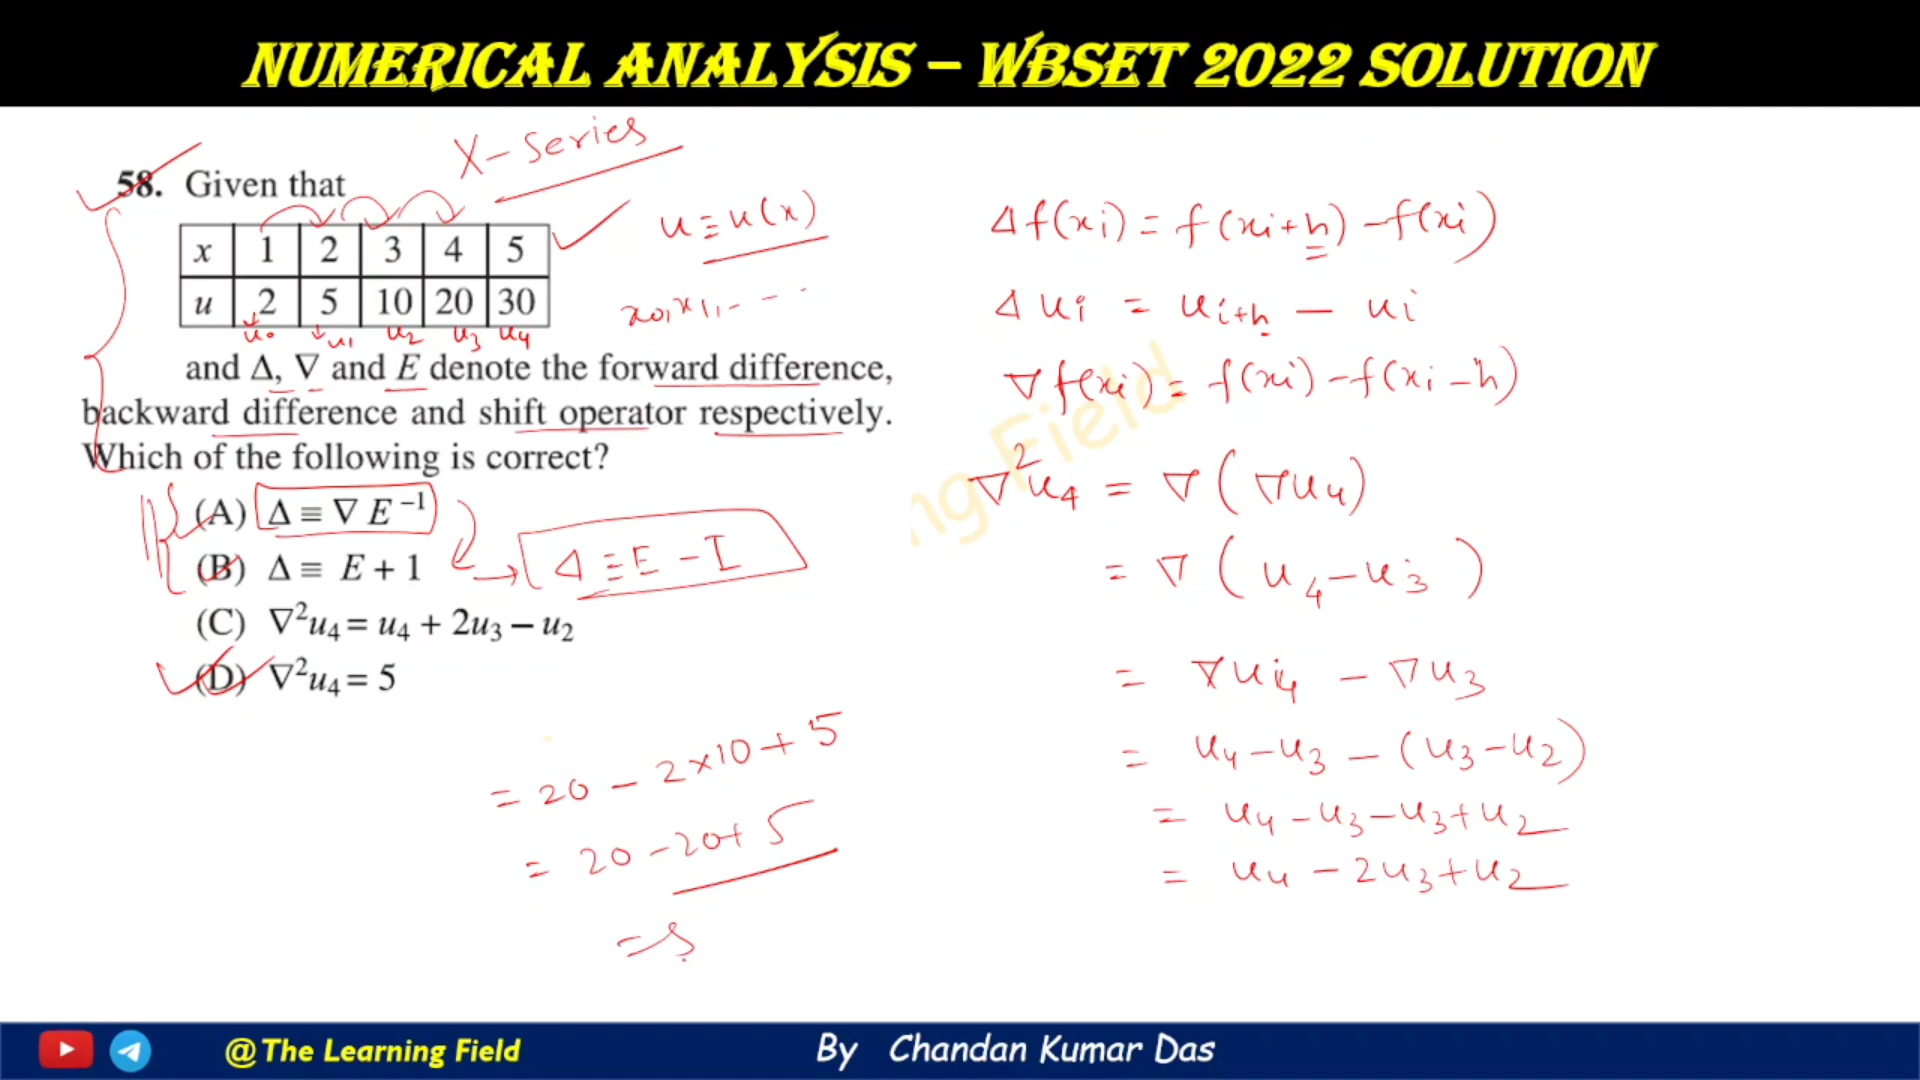 NUMERICAL ANALYSIS – WBSET 2022 SOLUTION
X-Series
58. Given that
x 1 2 3 4 5
u 2 5 10 20 30
u₀ u₁ u₂ u₃ u₄
u ≡ u(x)
x₀, x₁, - - -
and Δ, ∇ and E denote the forward difference,
backward difference and shift operator respectively.
Which of the following is correct?
(A) Δ ≡ ∇ E⁻¹
(B) Δ ≡ E + 1
Δ ≡ E - I
(C) ∇²u₄ = u₄ + 2u₃ – u₂
(D) ∇²u₄ = 5
= 20 - 2×10 + 5
= 20 - 20 + 5
= 5
Δ f(xi) = f(xi+h) - f(xi)
Δ ui = ui+h - ui
∇ f(xi) = f(xi) - f(xi-h)
ng Field
∇²u₄ = ∇(∇u₄)
= ∇(u₄ - u₃)
= ∇u₄ - ∇u₃
= u₄ - u₃ - (u₃ - u₂)
= u₄ - u₃ - u₃ + u₂
= u₄ - 2u₃ + u₂
@The Learning Field
By Chandan Kumar Das